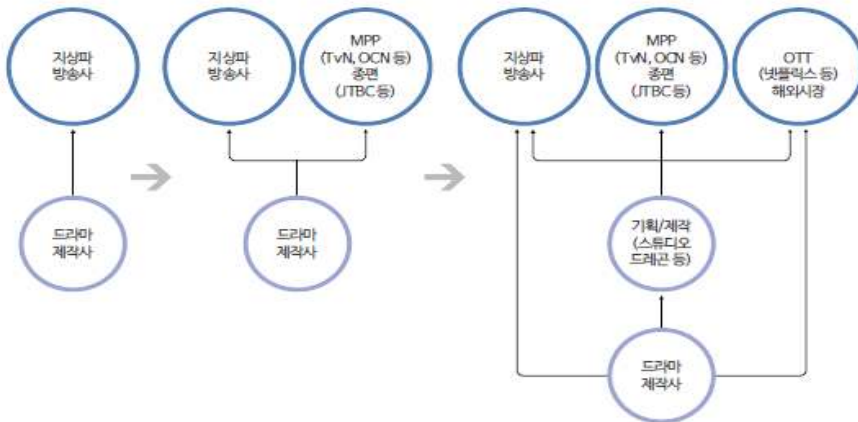 지상파
방송사
드라마
제작사
지상파
방송사
MPP
(TvN, OCN 등)
종편
(JTBC 등)
드라마
제작사
지상파
방송사
MPP
(TvN, OCN 등)
종편
(JTBC 등)
OTT
(넷플릭스 등)
해외시장
기획/제작
(스튜디오
드레곤 등)
드라마
제작사